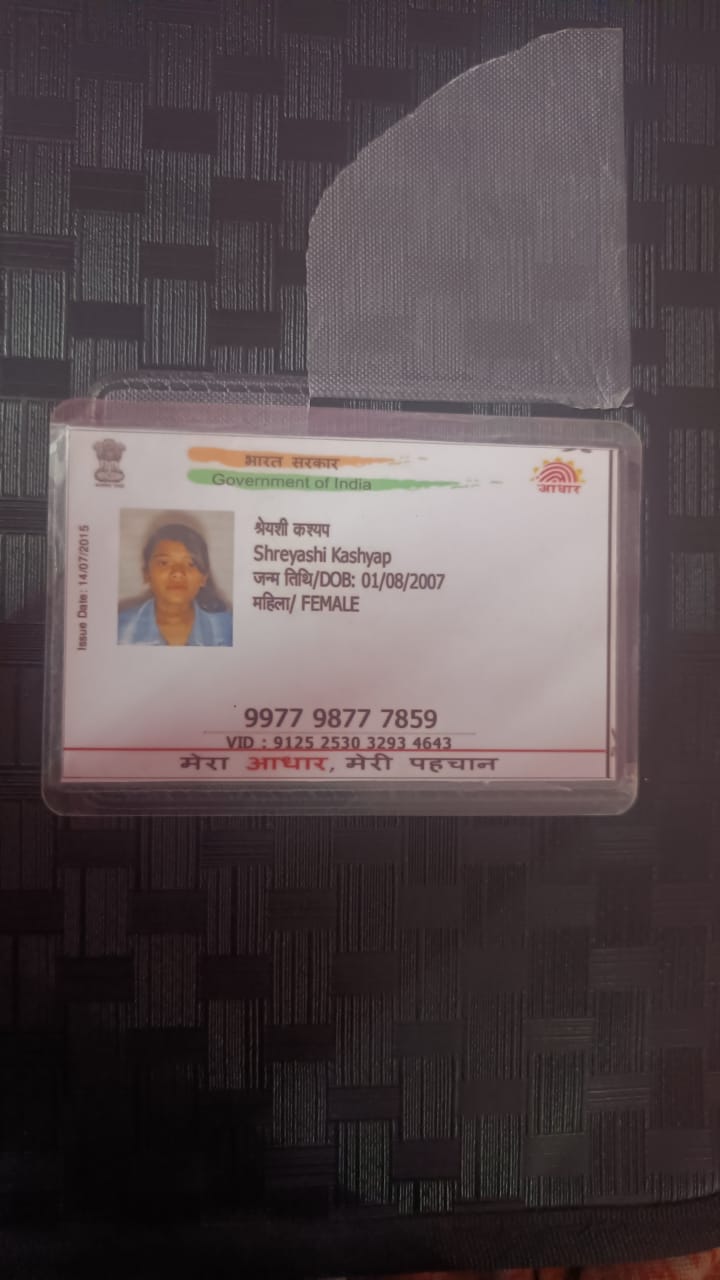 भारत सरकार
Government of India
आधार
Issue Date: 14/07/2015
श्रेयशी कश्यप
Shreyashi Kashyap
जन्म तिथि/DOB: 01/08/2007
महिला/ FEMALE
9977 9877 7859
VID : 9125 2530 3293 4643
मेरा आधार, मेरी पहचान